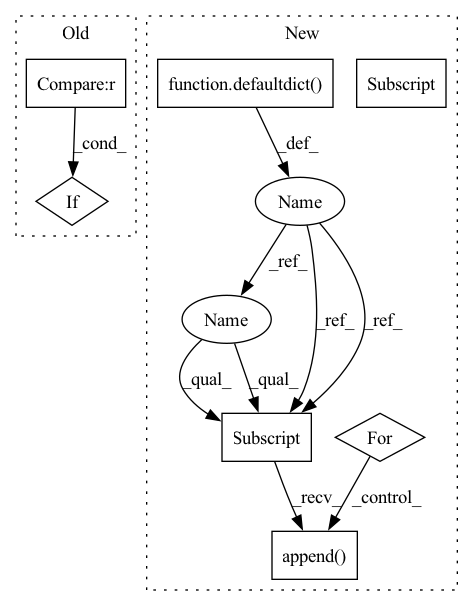 Old
New
Compare:r
function.defaultdict()
Subscript
_cond_
_def_
If
Name
_ref_
Name
_ref_
_ref_
_qual_
_qual_
Subscript
For
_recv_
_control_
append()